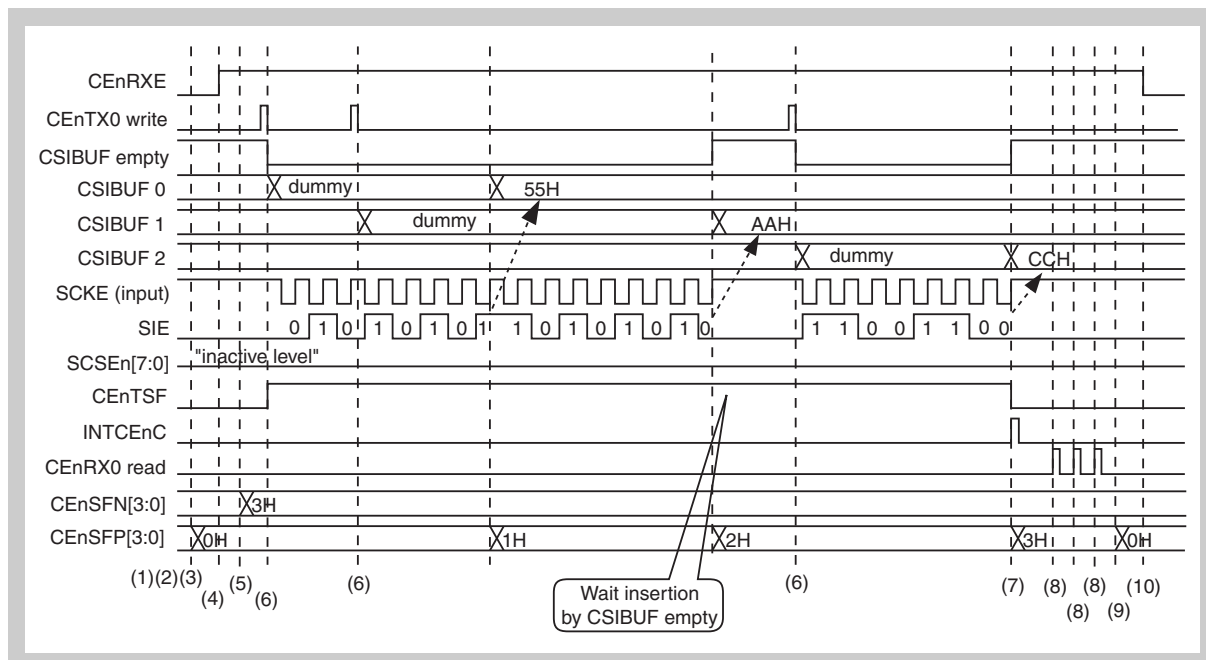 CEnRXE
CEnTX0 write
CSIBUF empty
CSIBUF 0 dummy 55H
CSIBUF 1 dummy AAH
CSIBUF 2 dummy CCH
SCKE (input)
SIE 0 1 0 1 0 1 0 1 1 0 1 0 1 0 1 0 1 1 0 0 1 1 0 0
SCSEn[7:0] "inactive level"
CEnTSF
INTCEnC
CEnRX0 read
CEnSFN[3:0] 3H
CEnSFP[3:0] 0H 1H 2H 3H 0H
(1)(2)(3) (4) (5) (6) (6) (6) (7) (8) (8) (8) (9) (10)
Wait insertion
by CSIBUF empty